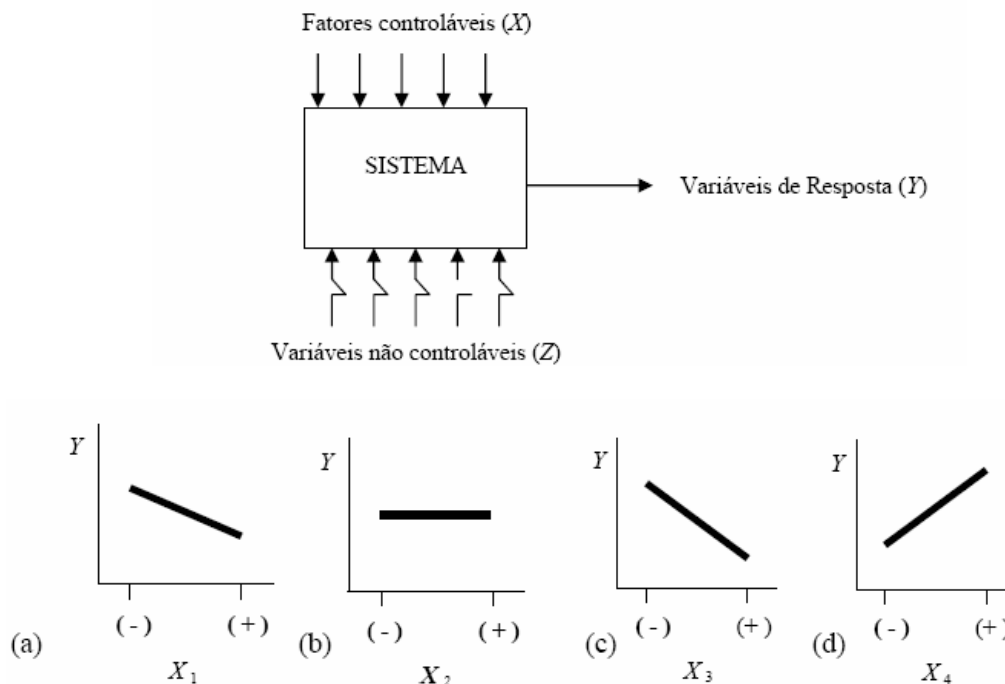 Fatores controláveis (X)
SISTEMA
Variáveis de Resposta (Y)
Variáveis não controláveis (Z)
Y Y Y Y
(-) (+) (-) (+) (-) (+) (-) (+)
(a) (b) (c) (d)
X1 X2 X3 X4